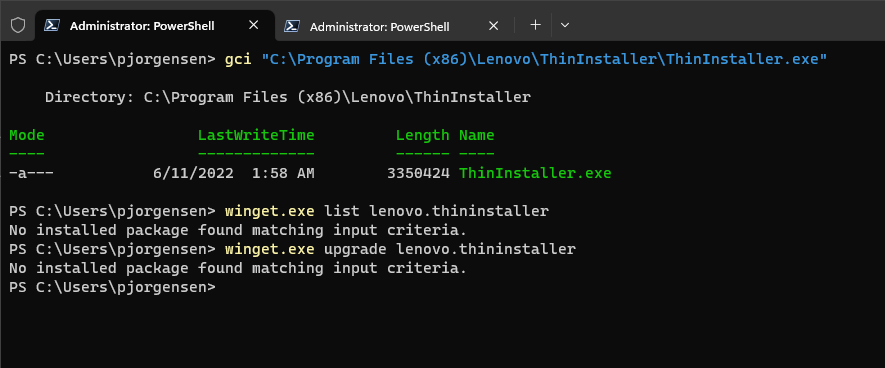 Administrator: PowerShell
Administrator: PowerShell
PS C:\Users\pjorgensen> gci "C:\Program Files (x86)\Lenovo\ThinInstaller\ThinInstaller.exe"
Directory: C:\Program Files (x86)\Lenovo\ThinInstaller
Mode                 LastWriteTime         Length Name
----                 -------------         ------ ----
-a---           6/11/2022  1:58 AM        3350424 ThinInstaller.exe
PS C:\Users\pjorgensen> winget.exe list lenovo.thininstaller
No installed package found matching input criteria.
PS C:\Users\pjorgensen> winget.exe upgrade lenovo.thininstaller
No installed package found matching input criteria.
PS C:\Users\pjorgensen>